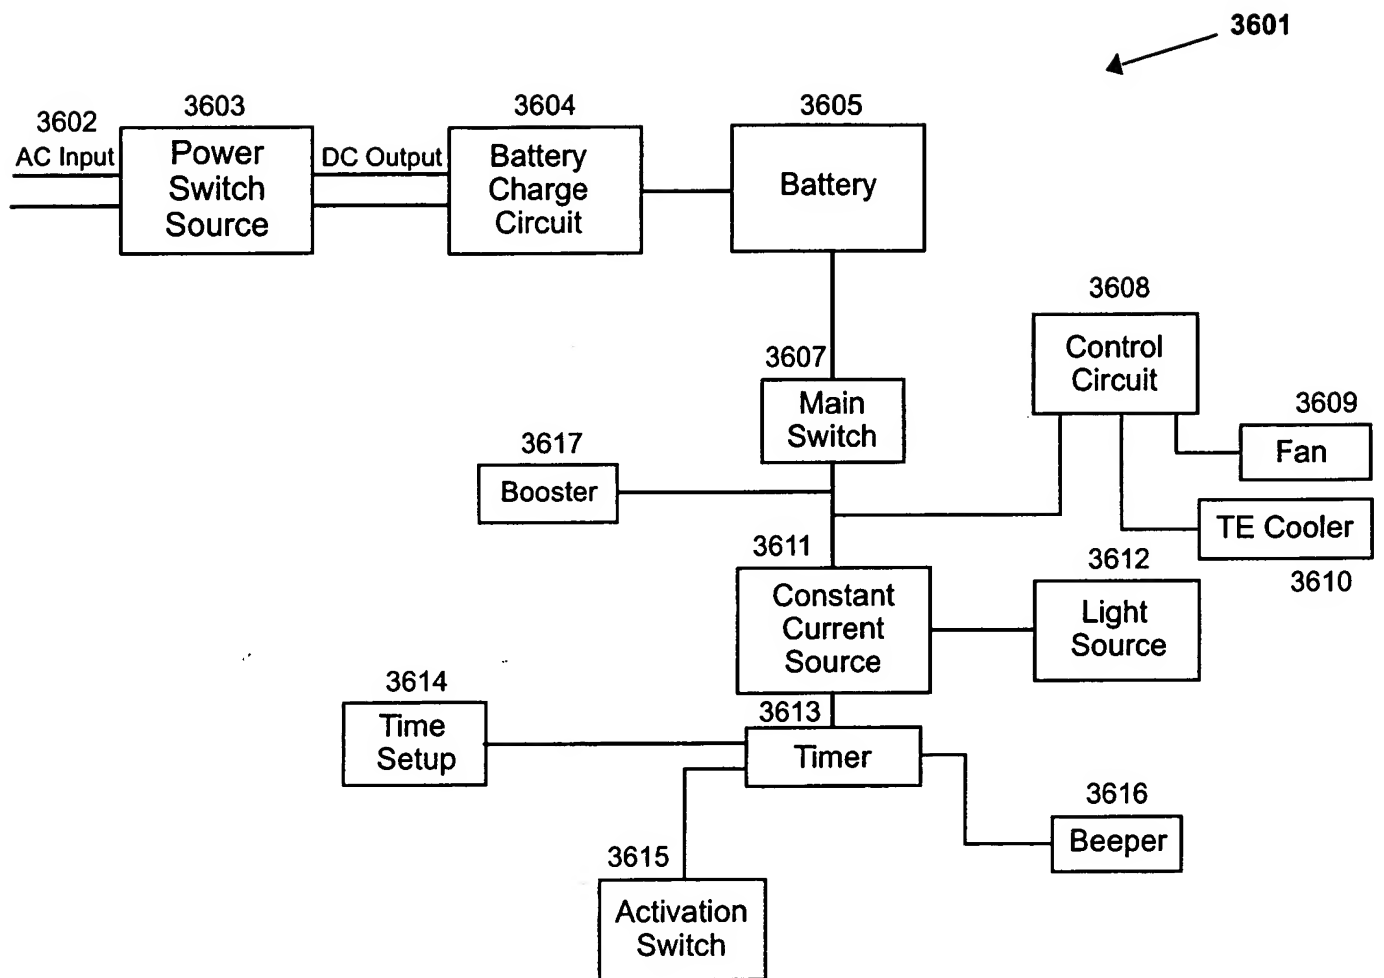 3601
3602
AC Input
3603
Power
Switch
Source
DC Output
3604
Battery
Charge
Circuit
3605
Battery
3607
Main
Switch
3608
Control
Circuit
3609
Fan
TE Cooler
3610
3617
Booster
3611
Constant
Current
Source
3612
Light
Source
3614
Time
Setup
3613
Timer
3616
Beeper
3615
Activation
Switch